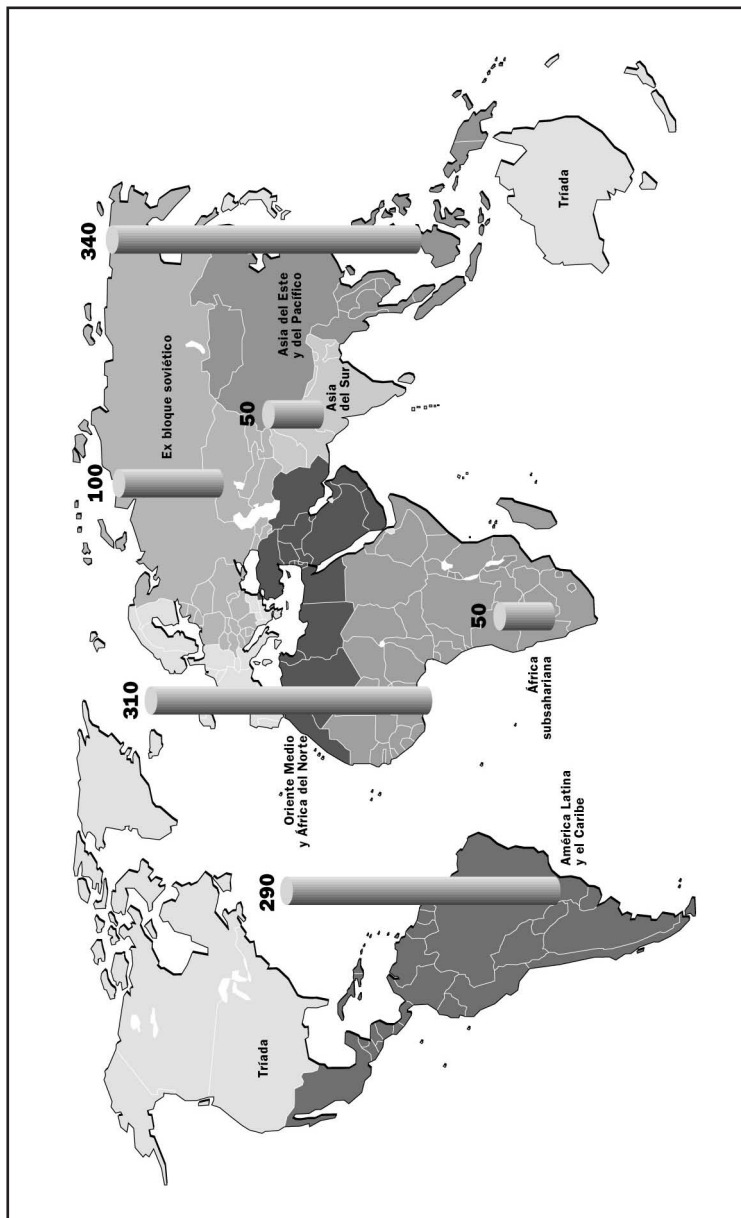 340
Tríada
Asia del Este
y del Pacífico
Ex bloque soviético
50
Asia
del Sur
100
50
África
subsahariana
310
Oriente Medio
y África del Norte
290
América Latina
y el Caribe
Tríada